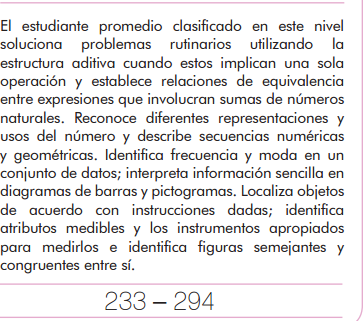 El estudiante promedio clasificado en este nivel
soluciona problemas rutinarios utilizando la
estructura aditiva cuando estos implican una sola
operación y establece relaciones de equivalencia
entre expresiones que involucran sumas de números
naturales. Reconoce diferentes representaciones y
usos del número y describe secuencias numéricas
y geométricas. Identifica frecuencia y moda en un
conjunto de datos; interpreta información sencilla en
diagramas de barras y pictogramas. Localiza objetos
de acuerdo con instrucciones dadas; identifica
atributos medibles y los instrumentos apropiados
para medirlos e identifica figuras semejantes y
congruentes entre sí.
233 – 294